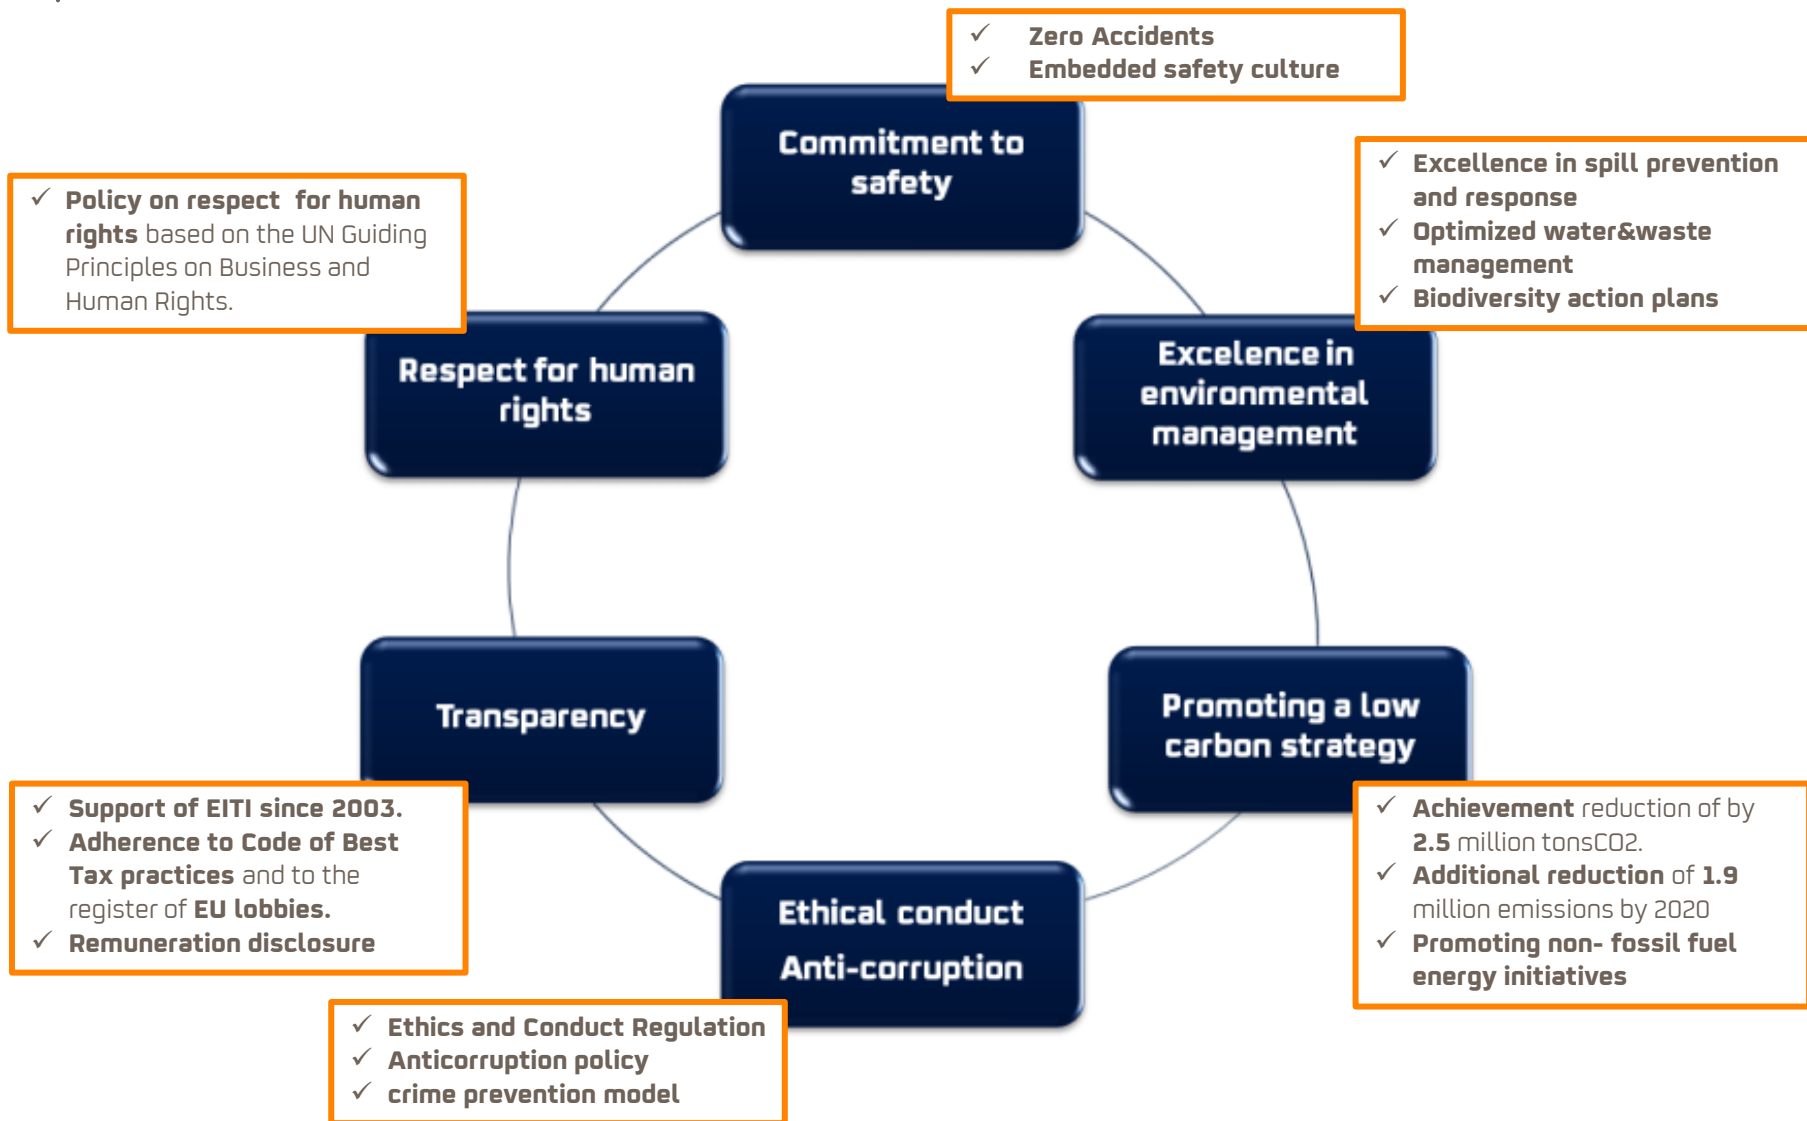 ✓ Zero Accidents
✓ Embedded safety culture
Commitment to
safety
✓ Excellence in spill prevention
and response
✓ Optimized water&waste
management
✓ Biodiversity action plans
Excelence in
environmental
management
Promoting a low
carbon strategy
✓ Achievement reduction of by
2.5 million tonsCO2.
✓ Additional reduction of 1.9
million emissions by 2020
✓ Promoting non- fossil fuel
energy initiatives
Ethical conduct
Anti-corruption
✓ Ethics and Conduct Regulation
✓ Anticorruption policy
✓ crime prevention model
Transparency
✓ Support of EITI since 2003.
✓ Adherence to Code of Best
Tax practices and to the
register of EU lobbies.
✓ Remuneration disclosure
✓ Policy on respect for human
rights based on the UN Guiding
Principles on Business and
Human Rights.
Respect for human
rights